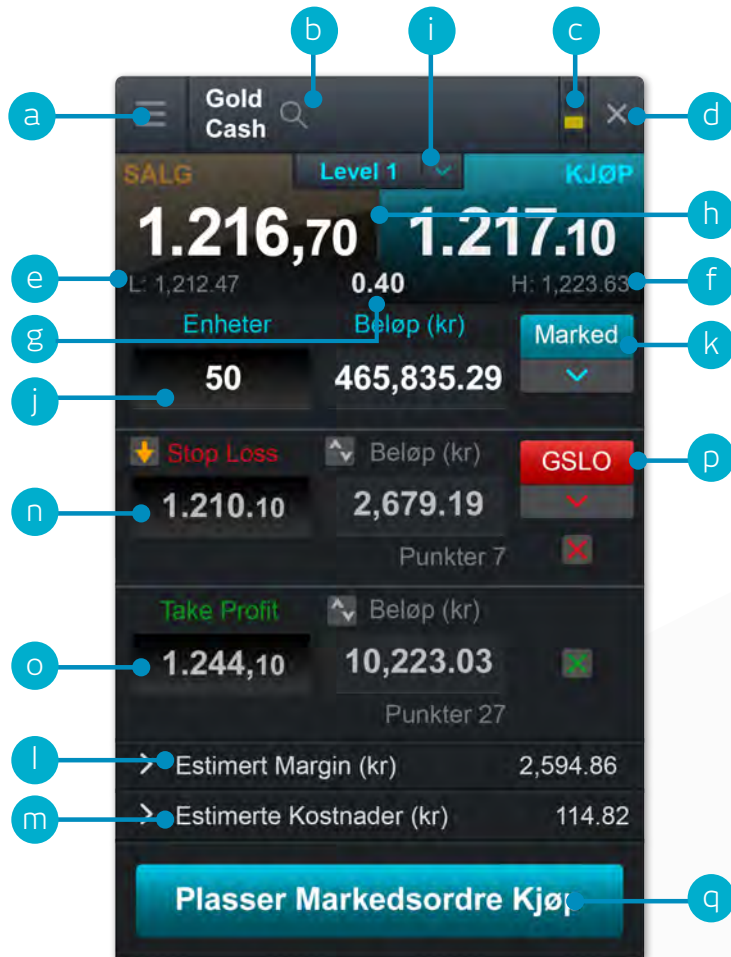 b i c
a Gold d
Cash
SALG Level 1 KJØP
1.216,70 1.217.10 h
e L: 1,212.47 0.40 H: 1,223.63 f
g Enheter Beløp (kr) Marked k
j 50 465,835.29
Stop Loss Beløp (kr) GSLO p
n 1.210.10 2,679.19
Punkter 7
Take Profit Beløp (kr)
o 1.244,10 10,223.03
Punkter 27
l Estimert Margin (kr) 2,594.86
m Estimerte Kostnader (kr) 114.82
Plasser Markedsordre Kjøp q